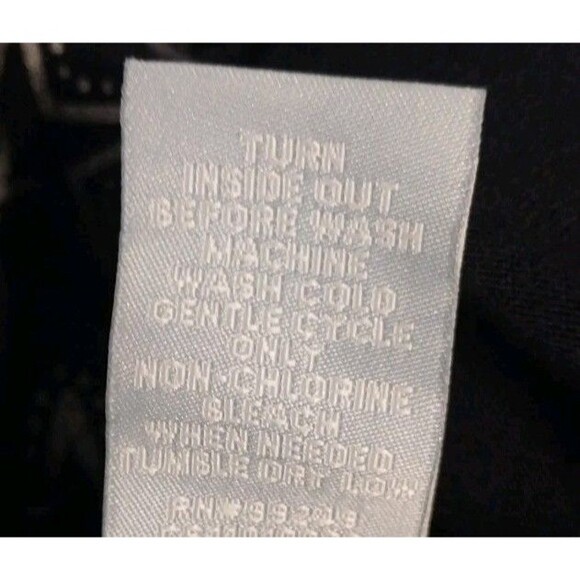 TURN
INSIDE OUT
BEFORE WASH
MACHINE
WASH COLD
GENTLE CYCLE
ONLY
NON-CHLORINE
BLEACH
WHEN NEEDED
TUMBLE DRY LOW